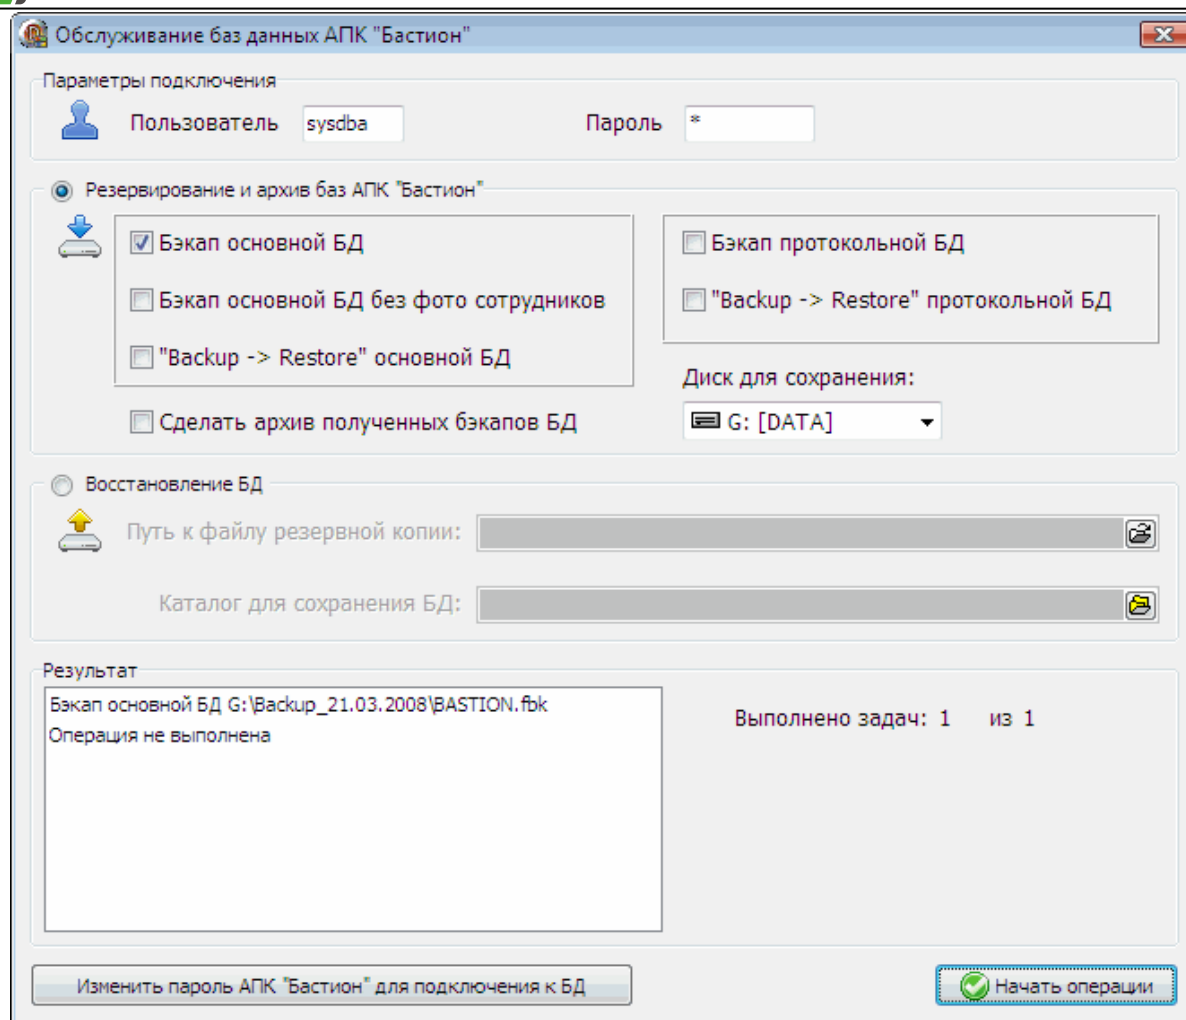 Обслуживание баз данных АПК "Бастион"
Параметры подключения
Пользователь sysdba Пароль *
Резервирование и архив баз АПК "Бастион"
Бэкап основной БД
Бэкап протокольной БД
Бэкап основной БД без фото сотрудников
"Backup -> Restore" протокольной БД
"Backup -> Restore" основной БД
Диск для сохранения:
Сделать архив полученных бэкапов БД
G: [DATA]
Восстановление БД
Путь к файлу резервной копии:
Каталог для сохранения БД:
Результат
Бэкап основной БД G:\Backup_21.03.2008\BASTION.fbk
Операция не выполнена
Выполнено задач: 1 из 1
Изменить пароль АПК "Бастион" для подключения к БД
Начать операции